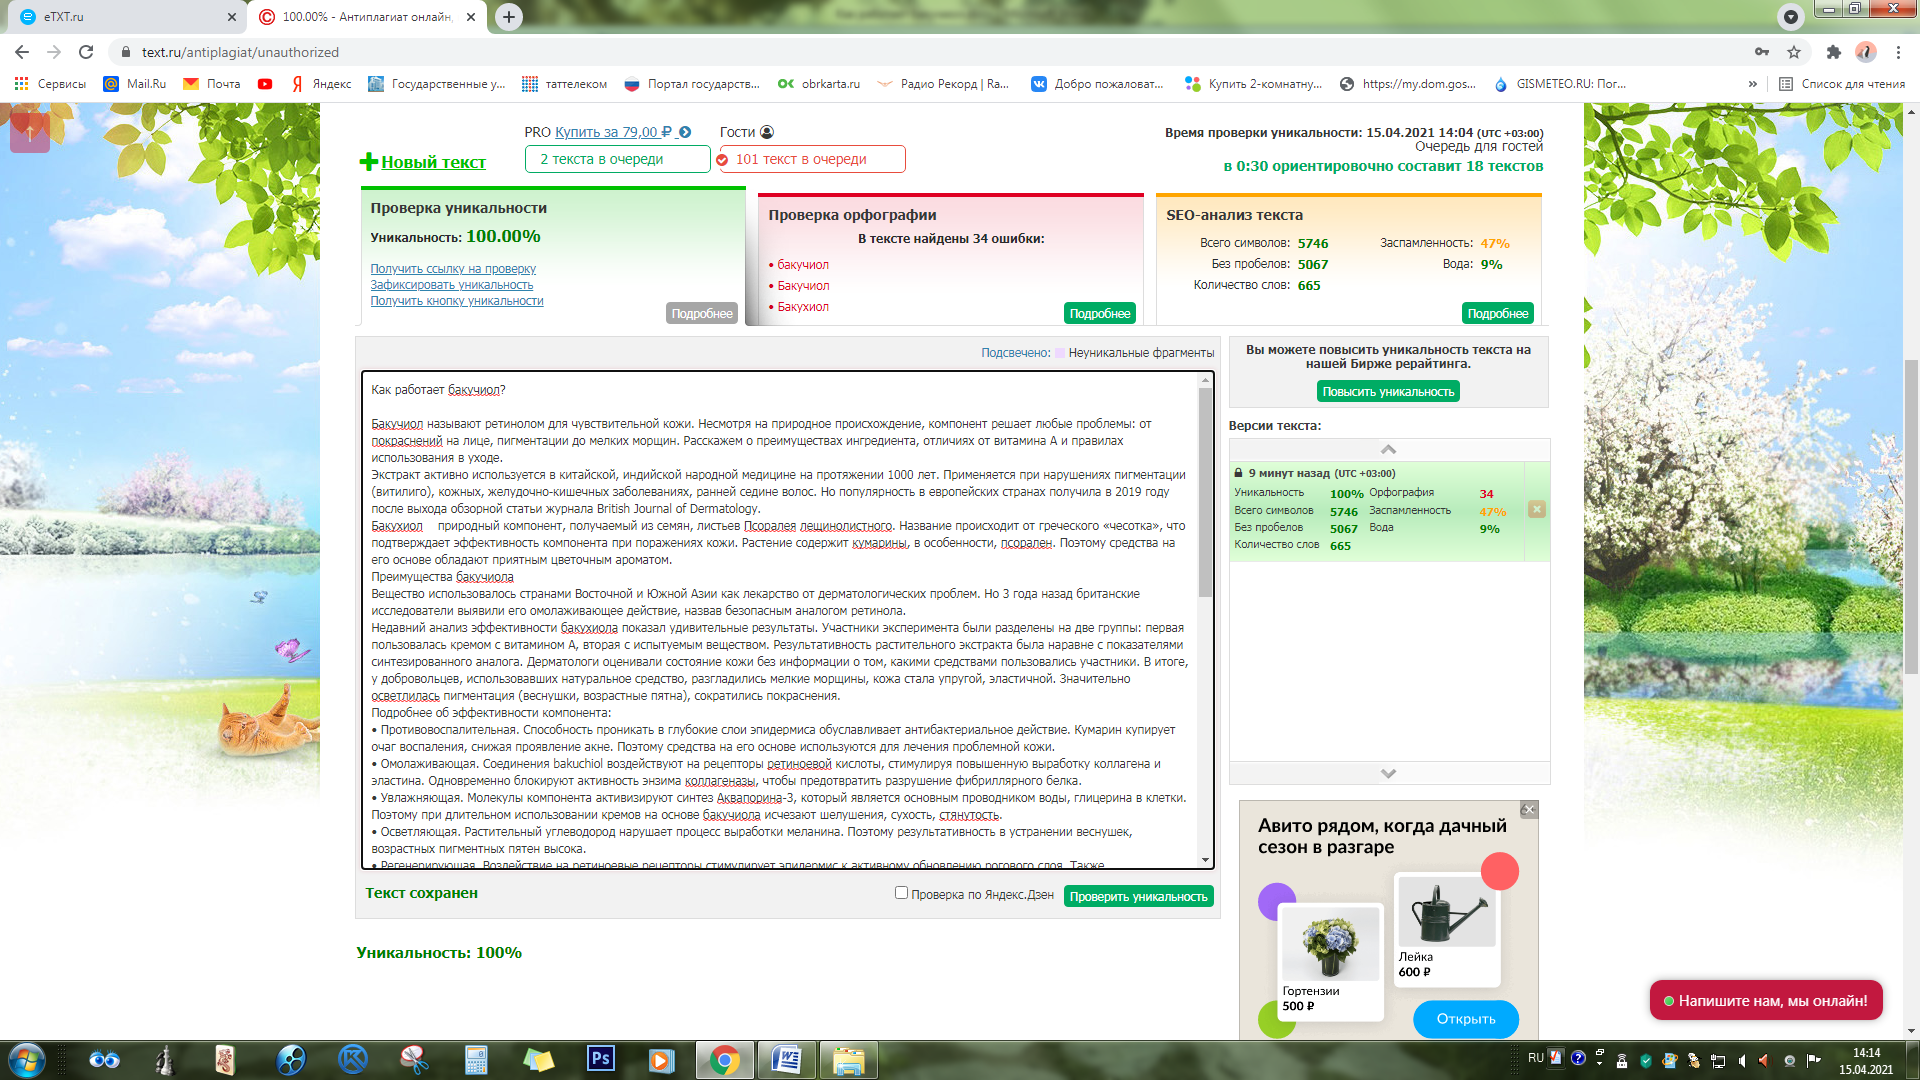 eTXT.ru
100.00% - Антиплагиат онлайн,
text.ru/antiplagiat/unauthorized
Сервисы
Mail.Ru
Почта
Яндекс
Государственные у...
таттелеком
Портал государств...
obrkarta.ru
Радио Рекорд | Ra...
Добро пожаловат...
Купить 2-комнатну...
https://my.dom.gos...
GISMETEO.RU: Пог...
Список для чтения
PRO Купить за 79,00 ₽
Гости
Новый текст
2 текста в очереди
101 текст в очереди
Время проверки уникальности: 15.04.2021 14:04 (UTC +03:00)
Очередь для гостей
в 0:30 ориентировочно составит 18 текстов
Проверка уникальности
Уникальность: 100.00%
Получить ссылку на проверку
Зафиксировать уникальность
Получить кнопку уникальности
Подробнее
Проверка орфографии
В тексте найдены 34 ошибки:
• бакучиол
• Бакучиол
• Бакухиол
Подробнее
SEO-анализ текста
Всего символов: 5746
Заспамленность: 47%
Без пробелов: 5067
Вода: 9%
Количество слов: 665
Подробнее
Подсвечено: Неуникальные фрагменты
Как работает бакучиол?
Бакучиол называют ретинолом для чувствительной кожи. Несмотря на природное происхождение, компонент решает любые проблемы: от
покраснений на лице, пигментации до мелких морщин. Расскажем о преимуществах ингредиента, отличиях от витамина А и правилах
использования в уходе.
Экстракт активно используется в китайской, индийской народной медицине на протяжении 1000 лет. Применяется при нарушениях пигментации
(витилиго), кожных, желудочно-кишечных заболеваниях, ранней седине волос. Но популярность в европейских странах получила в 2019 году
после выхода обзорной статьи журнала British Journal of Dermatology.
Бакухиол природный компонент, получаемый из семян, листьев Псоралея лещинолистного. Название происходит от греческого «чесотка», что
подтверждает эффективность компонента при поражениях кожи. Растение содержит кумарины, в особенности, псорален. Поэтому средства на
его основе обладают приятным цветочным ароматом.
Преимущества бакучиола
Вещество использовалось странами Восточной и Южной Азии как лекарство от дерматологических проблем. Но 3 года назад британские
исследователи выявили его омолаживающее действие, назвав безопасным аналогом ретинола.
Недавний анализ эффективности бакухиола показал удивительные результаты. Участники эксперимента были разделены на две группы: первая
пользовалась кремом с витамином А, вторая с испытуемым веществом. Результативность растительного экстракта была наравне с показателями
синтезированного аналога. Дерматологи оценивали состояние кожи без информации о том, какими средствами пользовались участники. В итоге,
у добровольцев, использовавших натуральное средство, разгладились мелкие морщины, кожа стала упругой, эластичной. Значительно
осветлилась пигментация (веснушки, возрастные пятна), сократились покраснения.
Подробнее об эффективности компонента:
• Противовоспалительная. Способность проникать в глубокие слои эпидермиса обуславливает антибактериальное действие. Кумарин купирует
очаг воспаления, снижая проявление акне. Поэтому средства на его основе используются для лечения проблемной кожи.
• Омолаживающая. Соединения bakuchiol воздействуют на рецепторы ретиноевой кислоты, стимулируя повышенную выработку коллагена и
эластина. Одновременно блокируют активность энзима коллагеназы, чтобы предотвратить разрушение фибриллярного белка.
• Увлажняющая. Молекулы компонента активизируют синтез Аквапорина-3, который является основным проводником воды, глицерина в клетки.
Поэтому при длительном использовании кремов на основе бакучиола исчезают шелушения, сухость, стянутость.
• Осветляющая. Растительный углеводород нарушает процесс выработки меланина. Поэтому результативность в устранении веснушек,
возрастных пигментных пятен высока.
• Регенерирующая. Воздействие на ретиноевые рецепторы стимулирует эпидермис к активному обновлению рогового слоя. Также
Текст сохранен
Проверка по Яндекс.Дзен
Проверить уникальность
Уникальность: 100%
Вы можете повысить уникальность текста на
нашей Бирже рерайтинга.
Повысить уникальность
Версии текста:
9 минут назад (UTC +03:00)
Уникальность 100% Орфография 34
Всего символов 5746 Заспамленность 47%
Без пробелов 5067 Вода 9%
Количество слов 665
Авито рядом, когда дачный
сезон в разгаре
Лейка
600 ₽
Гортензии
500 ₽
Открыть
Напишите нам, мы онлайн!
Ps
RU
14:14
15.04.2021